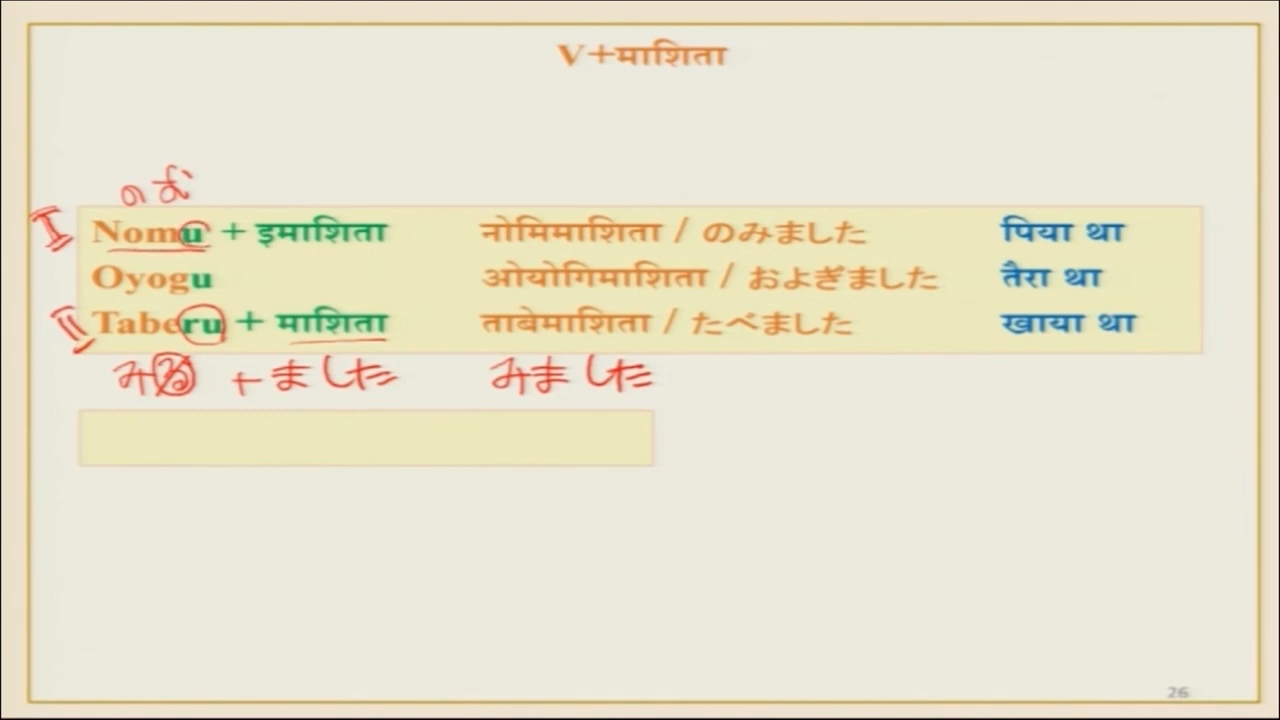 V+माशिता
のむ
I Nomu + इमाशिता नोमिमाशिता / のみました पिया था
Oyogu ओयोगिमाशिता / およぎました तैरा था
II Taberu + माशिता ताबेमाशिता / たべました खाया था
みる + ました みました
26